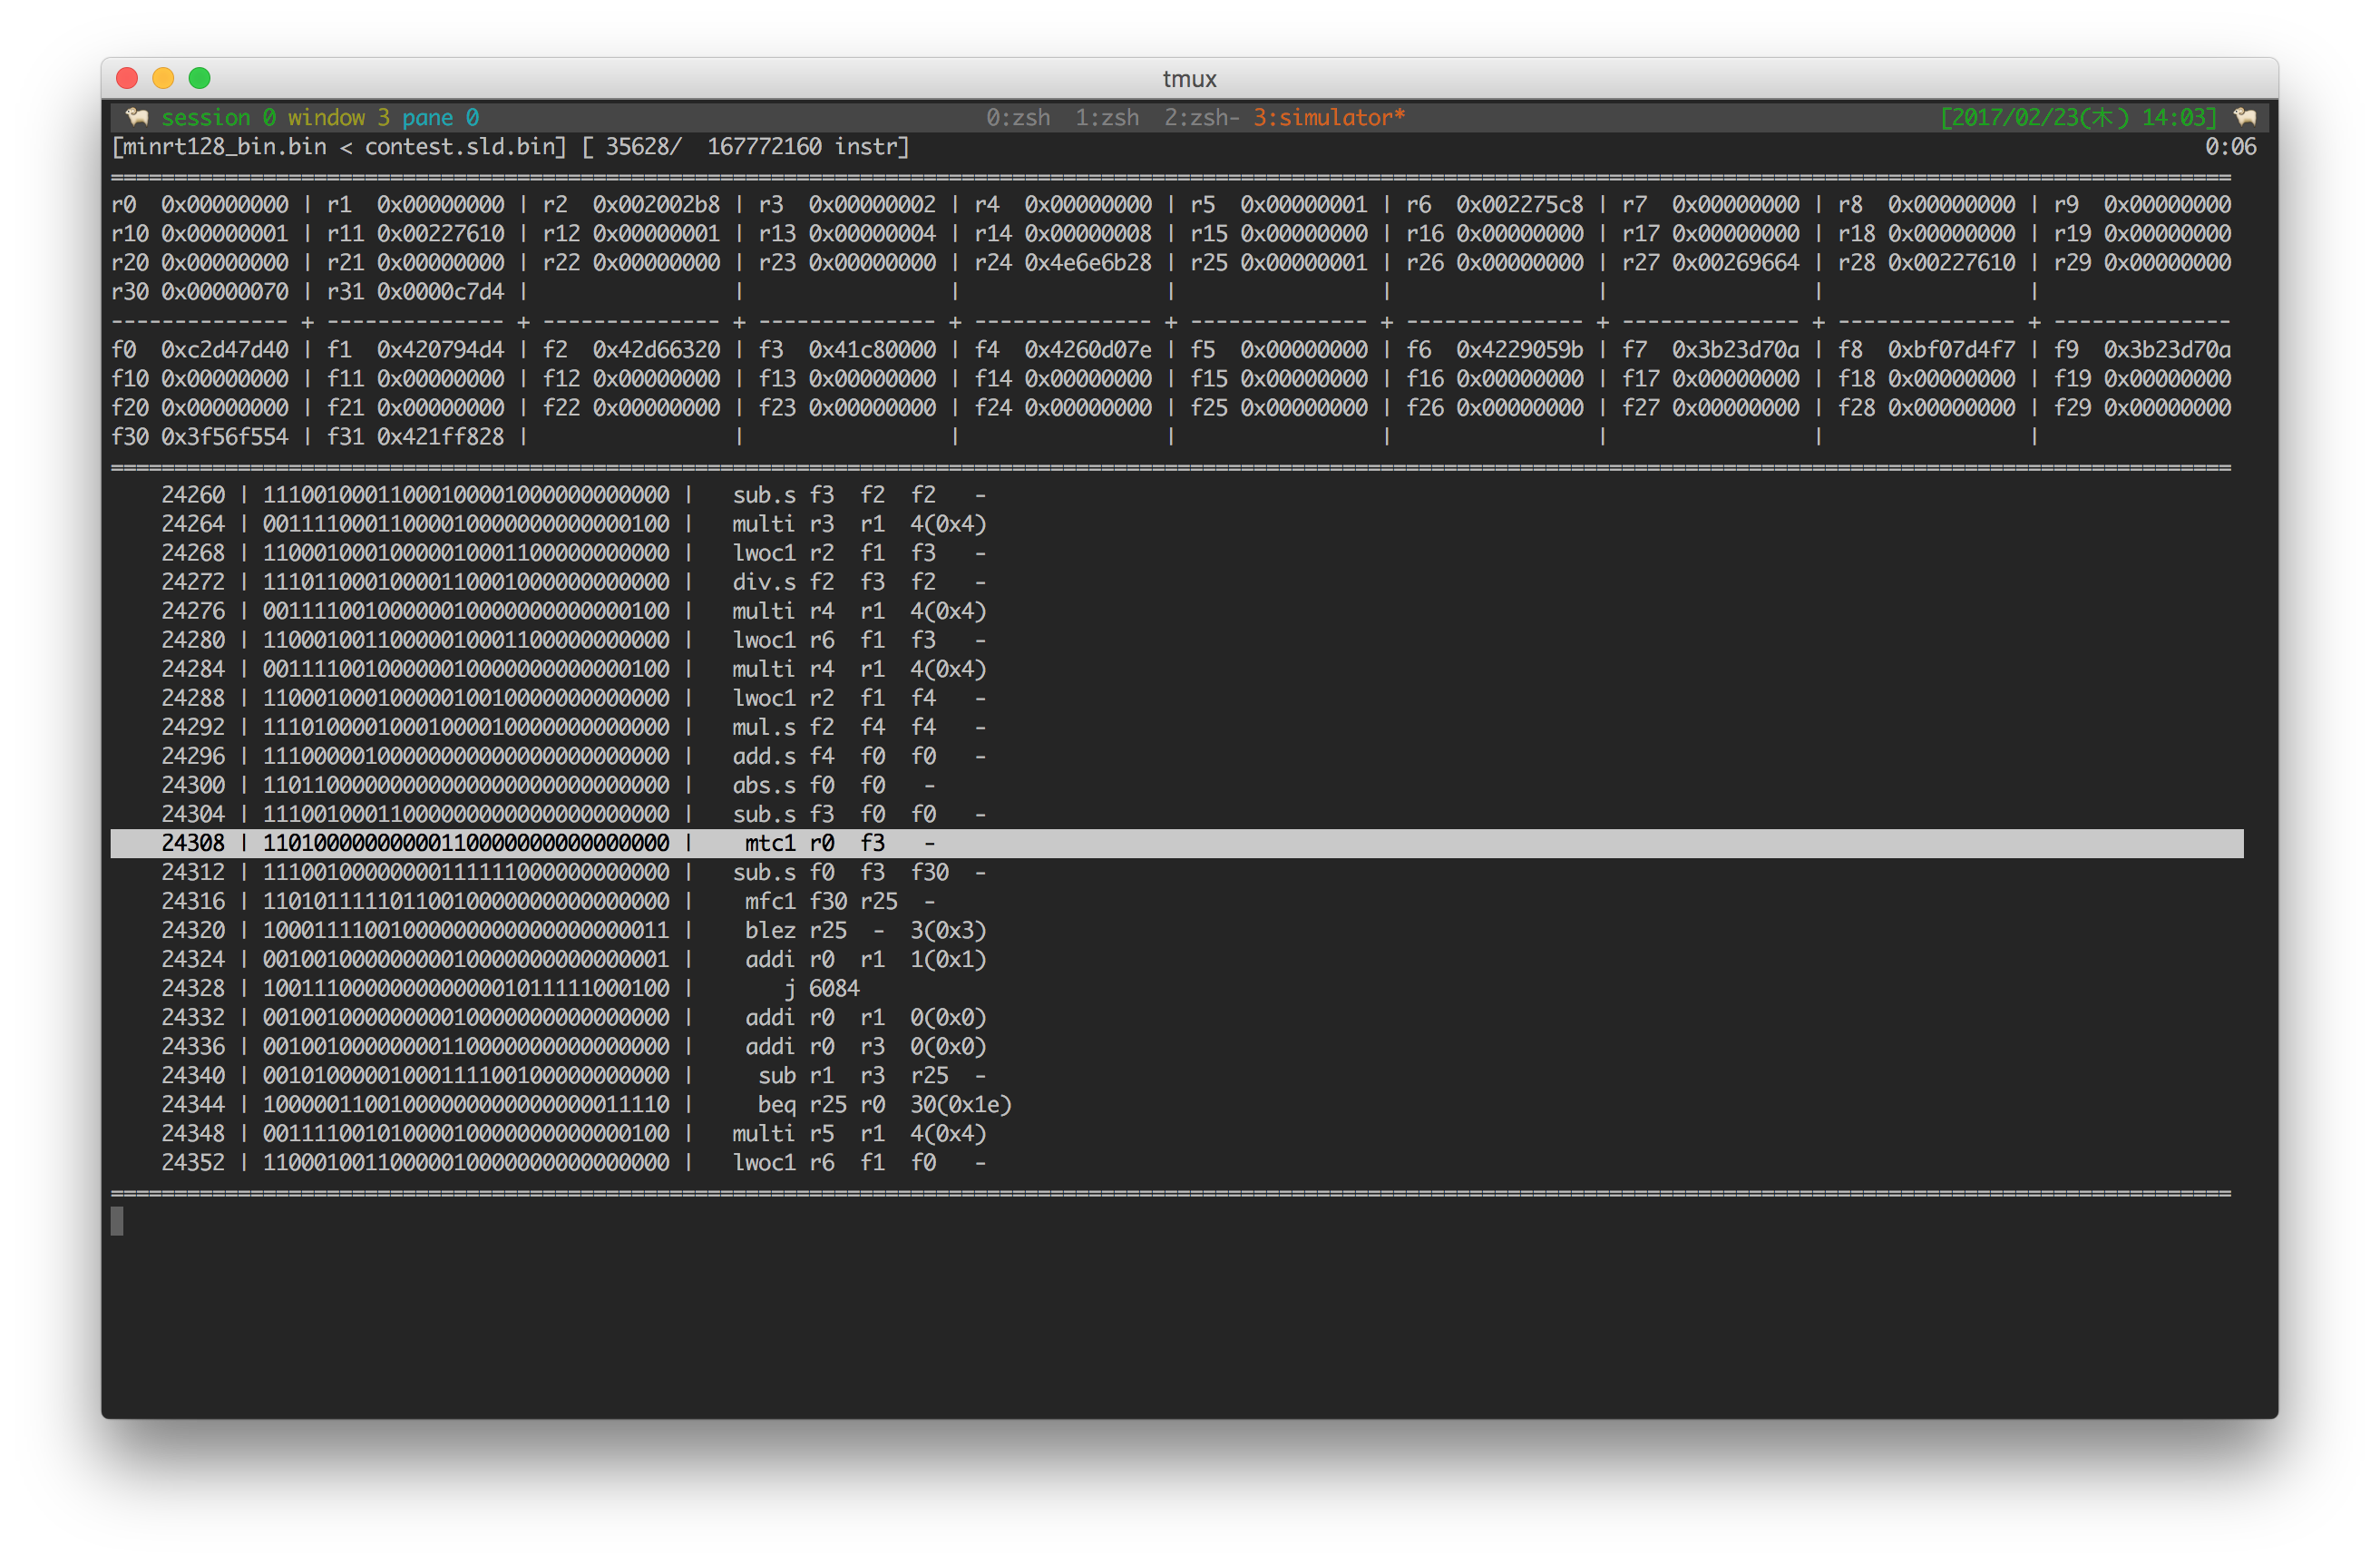 tmux
session 0 window 3 pane 0 0:zsh 1:zsh 2:zsh- 3:simulator* [2017/02/23(木) 14:03]
[minrt128_bin.bin < contest.sld.bin] [ 35628/ 167772160 instr] 0:06
r0 0x00000000 | r1 0x00000000 | r2 0x002002b8 | r3 0x00000002 | r4 0x00000000 | r5 0x00000001 | r6 0x002275c8 | r7 0x00000000 | r8 0x00000000 | r9 0x00000000
r10 0x00000001 | r11 0x00227610 | r12 0x00000001 | r13 0x00000004 | r14 0x00000008 | r15 0x00000000 | r16 0x00000000 | r17 0x00000000 | r18 0x00000000 | r19 0x00000000
r20 0x00000000 | r21 0x00000000 | r22 0x00000000 | r23 0x00000000 | r24 0x4e6e6b28 | r25 0x00000001 | r26 0x00000000 | r27 0x00269664 | r28 0x00227610 | r29 0x00000000
r30 0x00000070 | r31 0x0000c7d4 | | | | | | | |
-------------- + -------------- + -------------- + -------------- + -------------- + -------------- + -------------- + -------------- + -------------- + --------------
f0 0xc2d47d40 | f1 0x420794d4 | f2 0x42d66320 | f3 0x41c80000 | f4 0x4260d07e | f5 0x00000000 | f6 0x4229059b | f7 0x3b23d70a | f8 0xbf07d4f7 | f9 0x3b23d70a
f10 0x00000000 | f11 0x00000000 | f12 0x00000000 | f13 0x00000000 | f14 0x00000000 | f15 0x00000000 | f16 0x00000000 | f17 0x00000000 | f18 0x00000000 | f19 0x00000000
f20 0x00000000 | f21 0x00000000 | f22 0x00000000 | f23 0x00000000 | f24 0x00000000 | f25 0x00000000 | f26 0x00000000 | f27 0x00000000 | f28 0x00000000 | f29 0x00000000
f30 0x3f56f554 | f31 0x421ff828 | | | | | | | |
24260 | 11100100011000100001000000000000 | sub.s f3 f2 f2 -
24264 | 00111100011000010000000000000100 | multi r3 r1 4(0x4)
24268 | 11000100010000010001100000000000 | lwoc1 r2 f1 f3 -
24272 | 11101100010000110001000000000000 | div.s f2 f3 f2 -
24276 | 00111100100000010000000000000100 | multi r4 r1 4(0x4)
24280 | 11000100110000010001100000000000 | lwoc1 r6 f1 f3 -
24284 | 00111100100000010000000000000100 | multi r4 r1 4(0x4)
24288 | 11000100010000010010000000000000 | lwoc1 r2 f1 f4 -
24292 | 11101000010001000010000000000000 | mul.s f2 f4 f4 -
24296 | 11100000100000000000000000000000 | add.s f4 f0 f0 -
24300 | 11011000000000000000000000000000 | abs.s f0 f0 -
24304 | 11100100011000000000000000000000 | sub.s f3 f0 f0 -
24308 | 11010000000000110000000000000000 | mtc1 r0 f3 -
24312 | 11100100000000111111000000000000 | sub.s f0 f3 f30 -
24316 | 11010111110110010000000000000000 | mfc1 f30 r25 -
24320 | 10001111001000000000000000000011 | blez r25 - 3(0x3)
24324 | 00100100000000010000000000000001 | addi r0 r1 1(0x1)
24328 | 10011100000000000001011111000100 | j 6084
24332 | 00100100000000010000000000000000 | addi r0 r1 0(0x0)
24336 | 00100100000000110000000000000000 | addi r0 r3 0(0x0)
24340 | 00101000001000111100100000000000 | sub r1 r3 r25 -
24344 | 10000011001000000000000000011110 | beq r25 r0 30(0x1e)
24348 | 00111100101000010000000000000100 | multi r5 r1 4(0x4)
24352 | 11000100110000010000000000000000 | lwoc1 r6 f1 f0 -